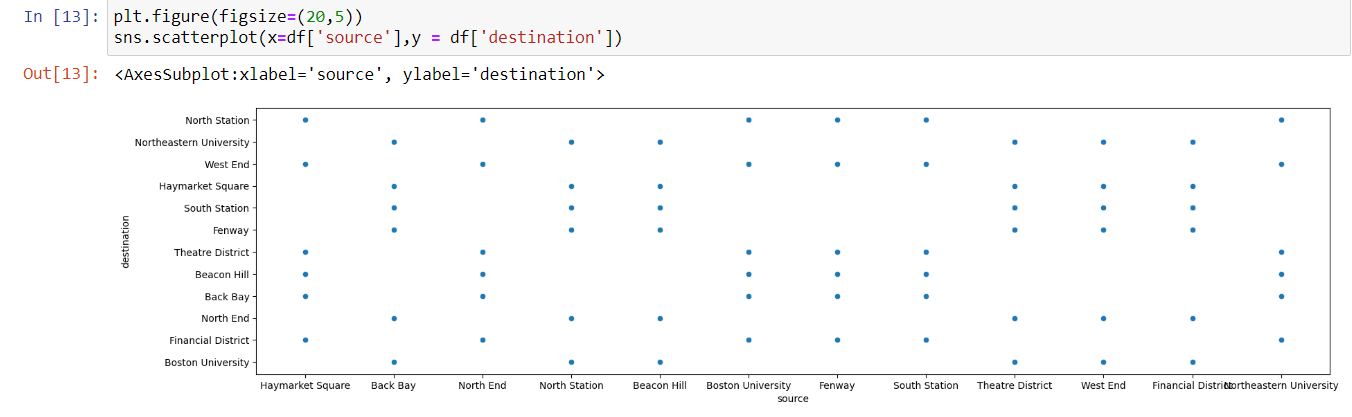 In [13]: plt.figure(figsize=(20,5))
sns.scatterplot(x=df['source'],y = df['destination'])
Out[13]: <AxesSubplot:xlabel='source', ylabel='destination'>
North Station
Northeastern University
West End
Haymarket Square
South Station
Fenway
destination
Theatre District
Beacon Hill
Back Bay
North End
Financial District
Boston University
Haymarket Square Back Bay North End North Station Beacon Hill Boston University Fenway South Station Theatre District West End Financial District Northeastern University
source